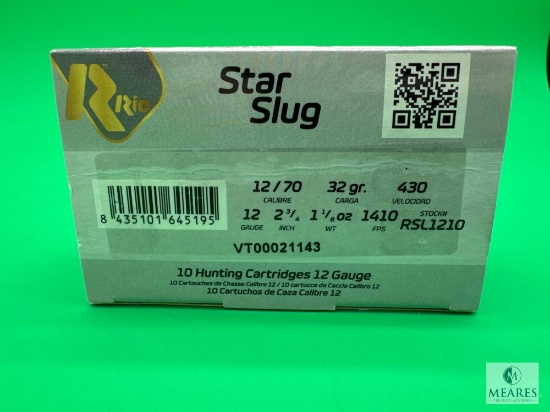 Rio
Star
Slug
12/70 32 gr. 430
CALIBRE CARGA VELOCIDAD
12 2 3/4 1 1/8 oz 1410 STOCK#
GAUGE INCH WT FPS RSL1210
8 435101 645195
VT00021143
10 Hunting Cartridges 12 Gauge
10 Cartouches de Chasse Calibre 12 / 10 cartucce da Caccia Calibro 12
10 Cartuchos de Caza Calibre 12
MEARES